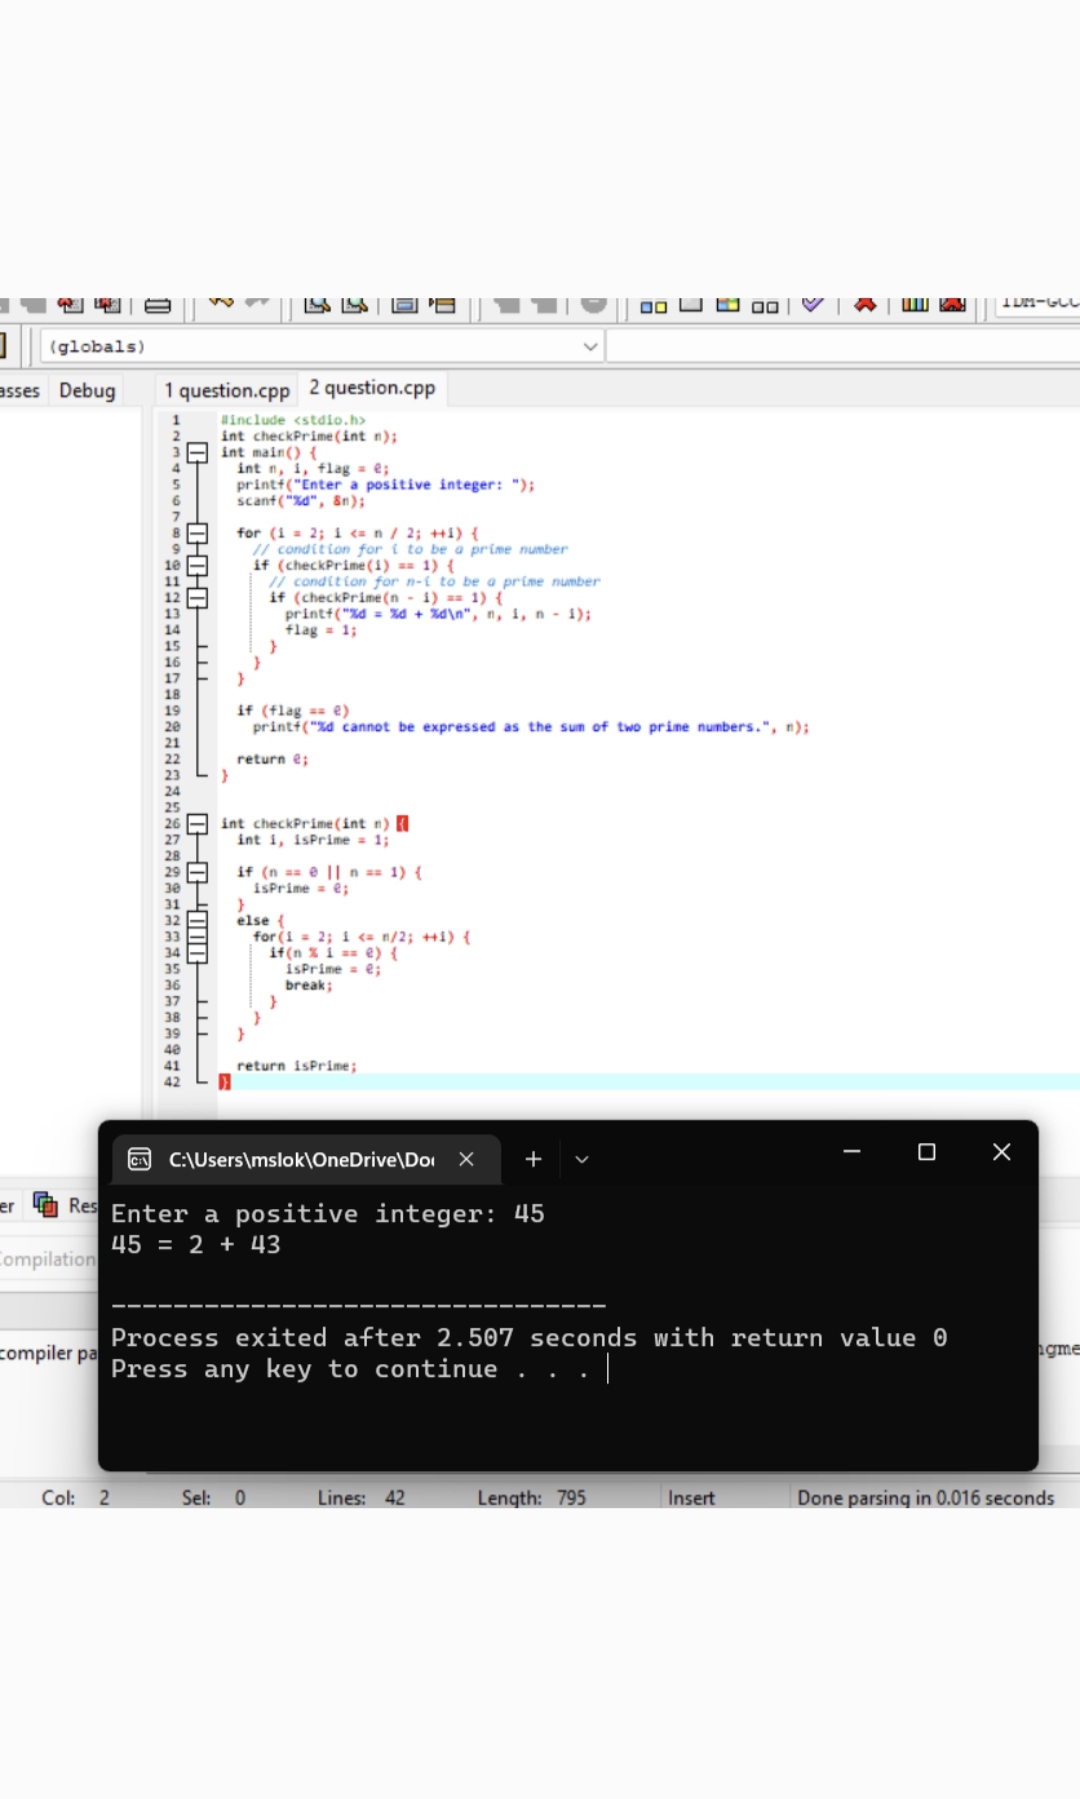 IDM-GCC
(globals)
asses Debug 1 question.cpp 2 question.cpp
1 #include <stdio.h>
2 int checkPrime(int n);
3 int main() {
4 int n, i, flag = 0;
5 printf("Enter a positive integer: ");
6 scanf("%d", &n);
7
8 for (i = 2; i <= n / 2; ++i) {
9 // condition for i to be a prime number
10 if (checkPrime(i) == 1) {
11 // condition for n-i to be a prime number
12 if (checkPrime(n - i) == 1) {
13 printf("%d = %d + %d\n", n, i, n - i);
14 flag = 1;
15 }
16 }
17 }
18
19 if (flag == 0)
20 printf("%d cannot be expressed as the sum of two prime numbers.", n);
21
22 return 0;
23 }
24
25
26 int checkPrime(int n) {
27 int i, isPrime = 1;
28
29 if (n == 0 || n == 1) {
30 isPrime = 0;
31 }
32 else {
33 for(i = 2; i <= n/2; ++i) {
34 if(n % i == 0) {
35 isPrime = 0;
36 break;
37 }
38 }
39 }
40
41 return isPrime;
42 }
C:\Users\mslok\OneDrive\Do
er Res
Enter a positive integer: 45
45 = 2 + 43
ompilation
--------------------------------
Process exited after 2.507 seconds with return value 0
compiler pa
Press any key to continue . . .
Col: 2 Sel: 0 Lines: 42 Length: 795 Insert Done parsing in 0.016 seconds